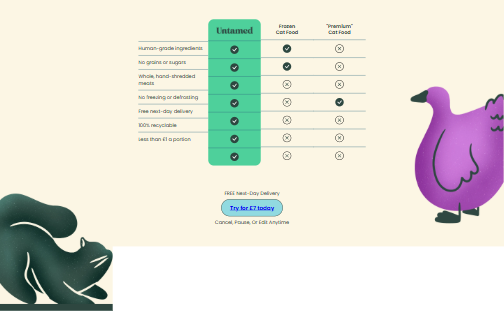 Untamed
Frozen
Cat Food
"Premium"
Cat Food
Human-grade ingredients
No grains or sugars
Whole, hand-shredded
meats
No freezing or defrosting
Free next-day delivery
100% recyclable
Less than £1 a portion
FREE Next-Day Delivery
Try for £7 today
Cancel, Pause, Or Edit Anytime